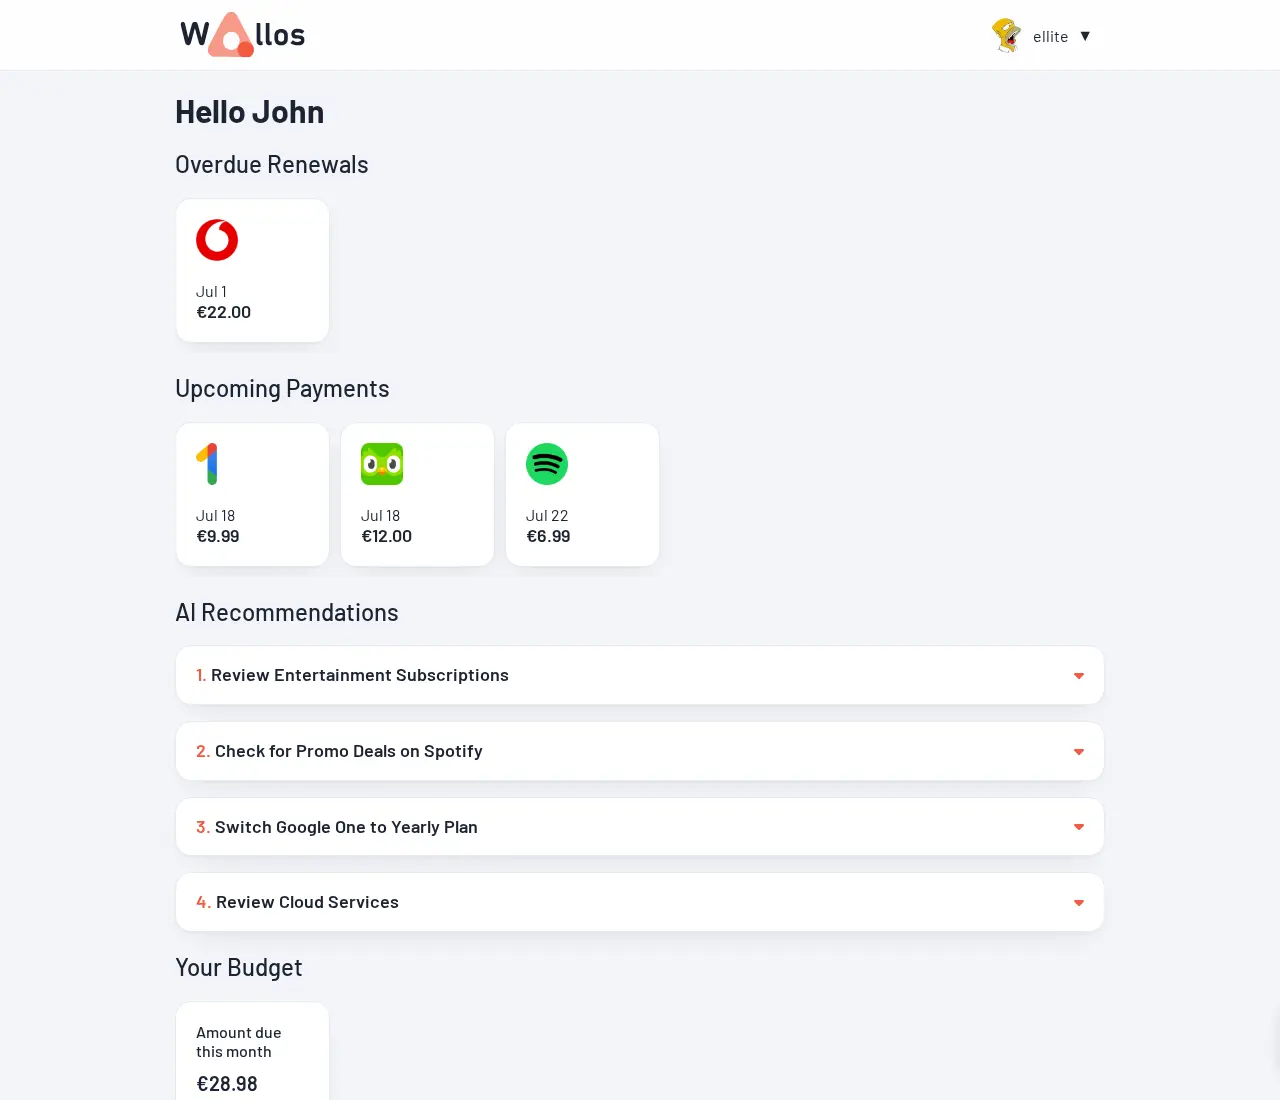 Wallos
ellite ▼
Hello John
Overdue Renewals
Jul 1
€22.00
Upcoming Payments
Jul 18
€9.99
Jul 18
€12.00
Jul 22
€6.99
AI Recommendations
1. Review Entertainment Subscriptions
2. Check for Promo Deals on Spotify
3. Switch Google One to Yearly Plan
4. Review Cloud Services
Your Budget
Amount due
this month
€28.98